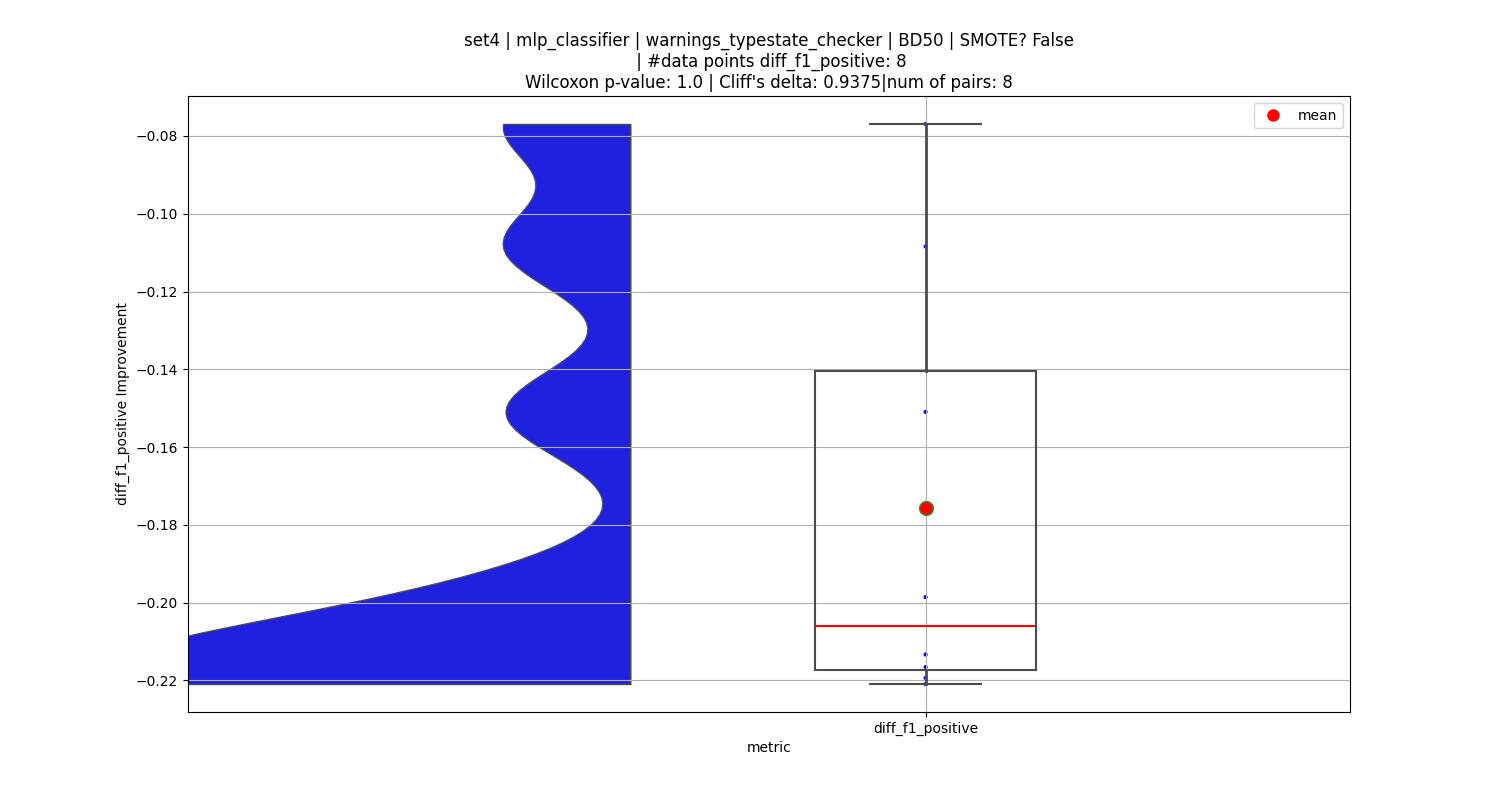 set4 | mlp_classifier | warnings_typestate_checker | BD50 | SMOTE? False
| #data points diff_f1_positive: 8
Wilcoxon p-value: 1.0 | Cliff's delta: 0.9375|num of pairs: 8
mean
−0.08
−0.10
−0.12
−0.14
−0.16
−0.18
−0.20
−0.22
diff_f1_positive Improvement
diff_f1_positive
metric